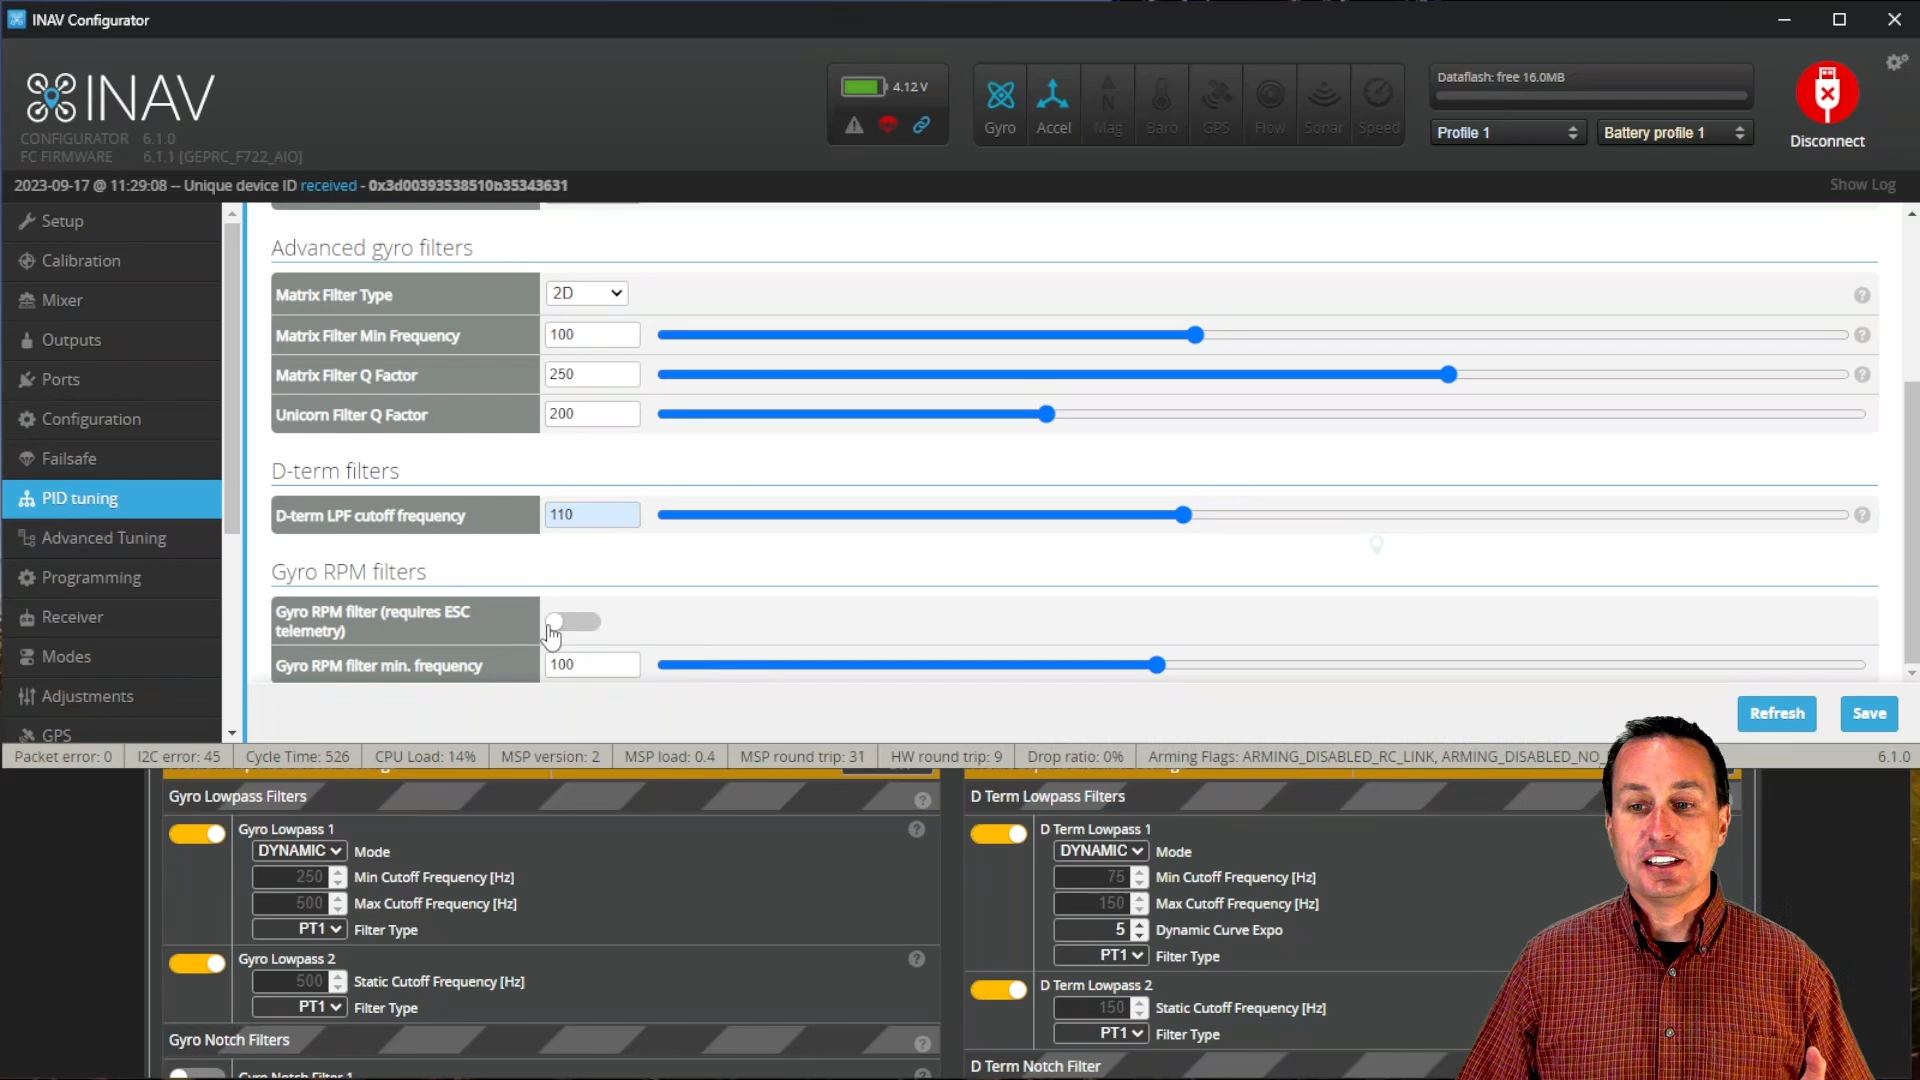 INAV Configurator
INAV
CONFIGURATOR 6.1.0
FC FIRMWARE 6.1.1 [GEPRC_F722_AIO]
4.12 V
Gyro
Accel
Mag
Baro
GPS
Flow
Sonar
Speed
Dataflash: free 16.0MB
Profile 1
Battery profile 1
Disconnect
2023-09-17 @ 11:29:08 -- Unique device ID received - 0x3d00393538510b35343631
Show Log
Setup
Calibration
Mixer
Outputs
Ports
Configuration
Failsafe
PID tuning
Advanced Tuning
Programming
Receiver
Modes
Adjustments
GPS
Advanced gyro filters
Matrix Filter Type 2D
Matrix Filter Min Frequency 100
Matrix Filter Q Factor 250
Unicorn Filter Q Factor 200
D-term filters
D-term LPF cutoff frequency 110
Gyro RPM filters
Gyro RPM filter (requires ESC
telemetry)
Gyro RPM filter min. frequency 100
Refresh
Save
Packet error: 0
I2C error: 45
Cycle Time: 526
CPU Load: 14%
MSP version: 2
MSP load: 0.4
MSP round trip: 31
HW round trip: 9
Drop ratio: 0%
Arming Flags: ARMING_DISABLED_RC_LINK, ARMING_DISABLED_NO_
6.1.0
Gyro Lowpass Filters
Gyro Lowpass 1
DYNAMIC Mode
250 Min Cutoff Frequency [Hz]
500 Max Cutoff Frequency [Hz]
PT1 Filter Type
Gyro Lowpass 2
500 Static Cutoff Frequency [Hz]
PT1 Filter Type
Gyro Notch Filters
Gyro Notch Filter 1
D Term Lowpass Filters
D Term Lowpass 1
DYNAMIC Mode
75 Min Cutoff Frequency [Hz]
150 Max Cutoff Frequency [Hz]
5 Dynamic Curve Expo
PT1 Filter Type
D Term Lowpass 2
150 Static Cutoff Frequency [Hz]
PT1 Filter Type
D Term Notch Filter